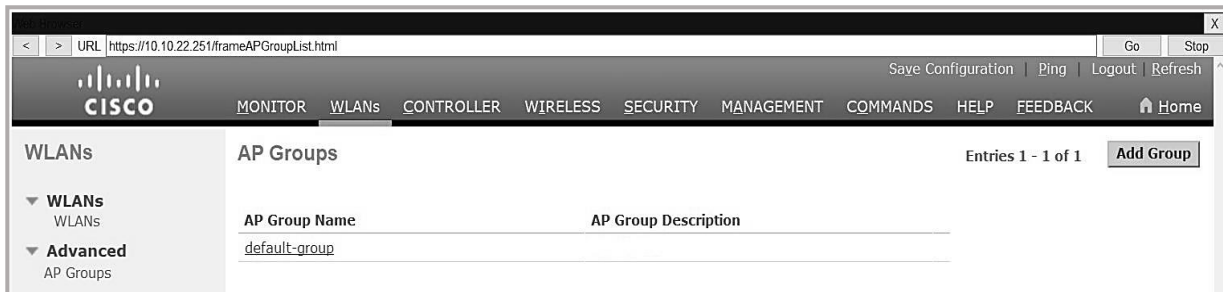 Web Browser X
< > URL https://10.10.22.251/frameAPGroupList.html Go Stop
Save Configuration | Ping | Logout | Refresh
CISCO
MONITOR WLANs CONTROLLER WIRELESS SECURITY MANAGEMENT COMMANDS HELP FEEDBACK Home
WLANs
AP Groups
Entries 1 - 1 of 1
Add Group
WLANs
WLANs
Advanced
AP Groups
AP Group Name AP Group Description
default-group